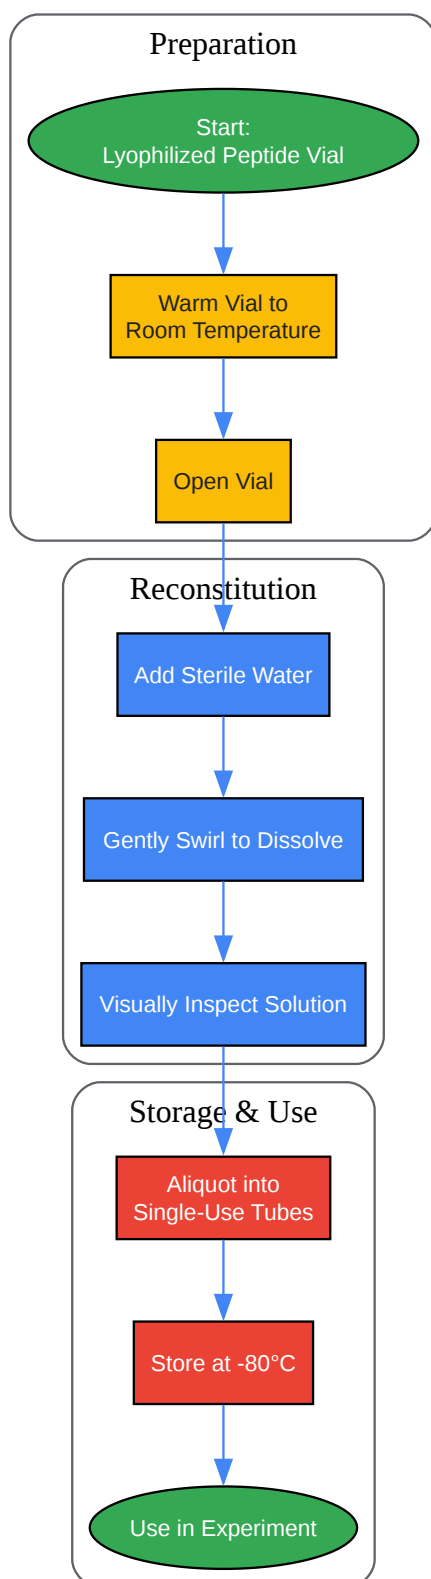 Preparation
Start:
Lyophilized Peptide Vial
Warm Vial to
Room Temperature
Open Vial
Reconstitution
Add Sterile Water
Gently Swirl to Dissolve
Visually Inspect Solution
Storage & Use
Aliquot into
Single-Use Tubes
Store at -80°C
Use in Experiment